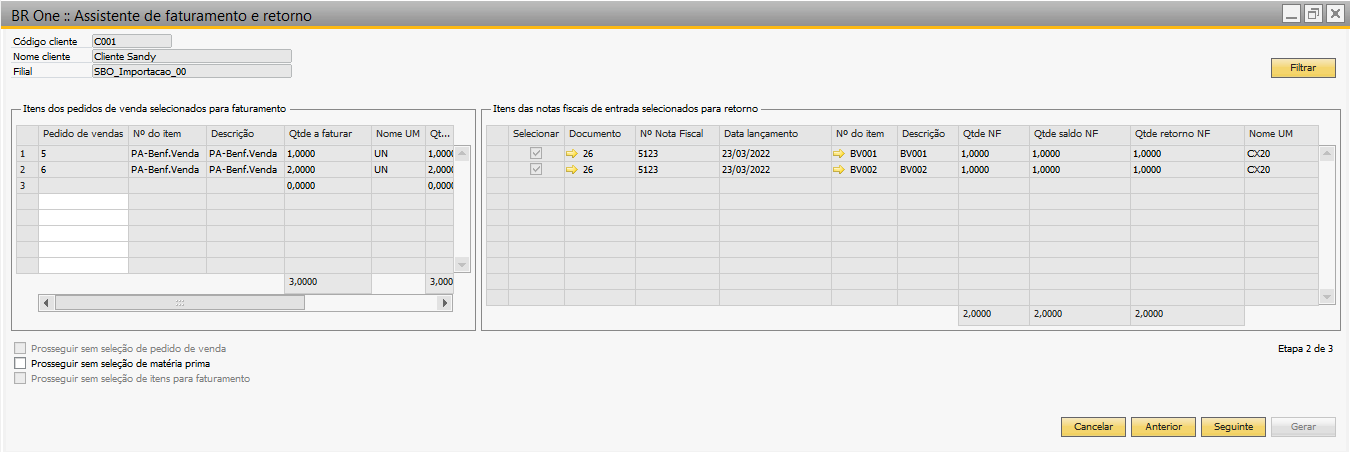 BR One :: Assistente de faturamento e retorno
Código cliente C001
Nome cliente Cliente Sandy
Filial SBO_Importacao_00
Filtrar
Itens dos pedidos de venda selecionados para faturamento
Pedido de vendas Nº do item Descrição Qtde a faturar Nome UM Qt...
1 5 PA-Benf.Venda PA-Benf.Venda 1,0000 UN 1,0000
2 6 PA-Benf.Venda PA-Benf.Venda 2,0000 UN 2,0000
3 0,0000 0,0000
3,0000 3,000
Itens das notas fiscais de entrada selecionados para retorno
Selecionar Documento Nº Nota Fiscal Data lançamento Nº do item Descrição Qtde NF Qtde saldo NF Qtde retorno NF Nome UM
26 5123 23/03/2022 BV001 BV001 1,0000 1,0000 1,0000 CX20
26 5123 23/03/2022 BV002 BV002 1,0000 1,0000 1,0000 CX20
2,0000 2,0000 2,0000
Prosseguir sem seleção de pedido de venda
Prosseguir sem seleção de matéria prima
Prosseguir sem seleção de itens para faturamento
Etapa 2 de 3
Cancelar Anterior Seguinte Gerar